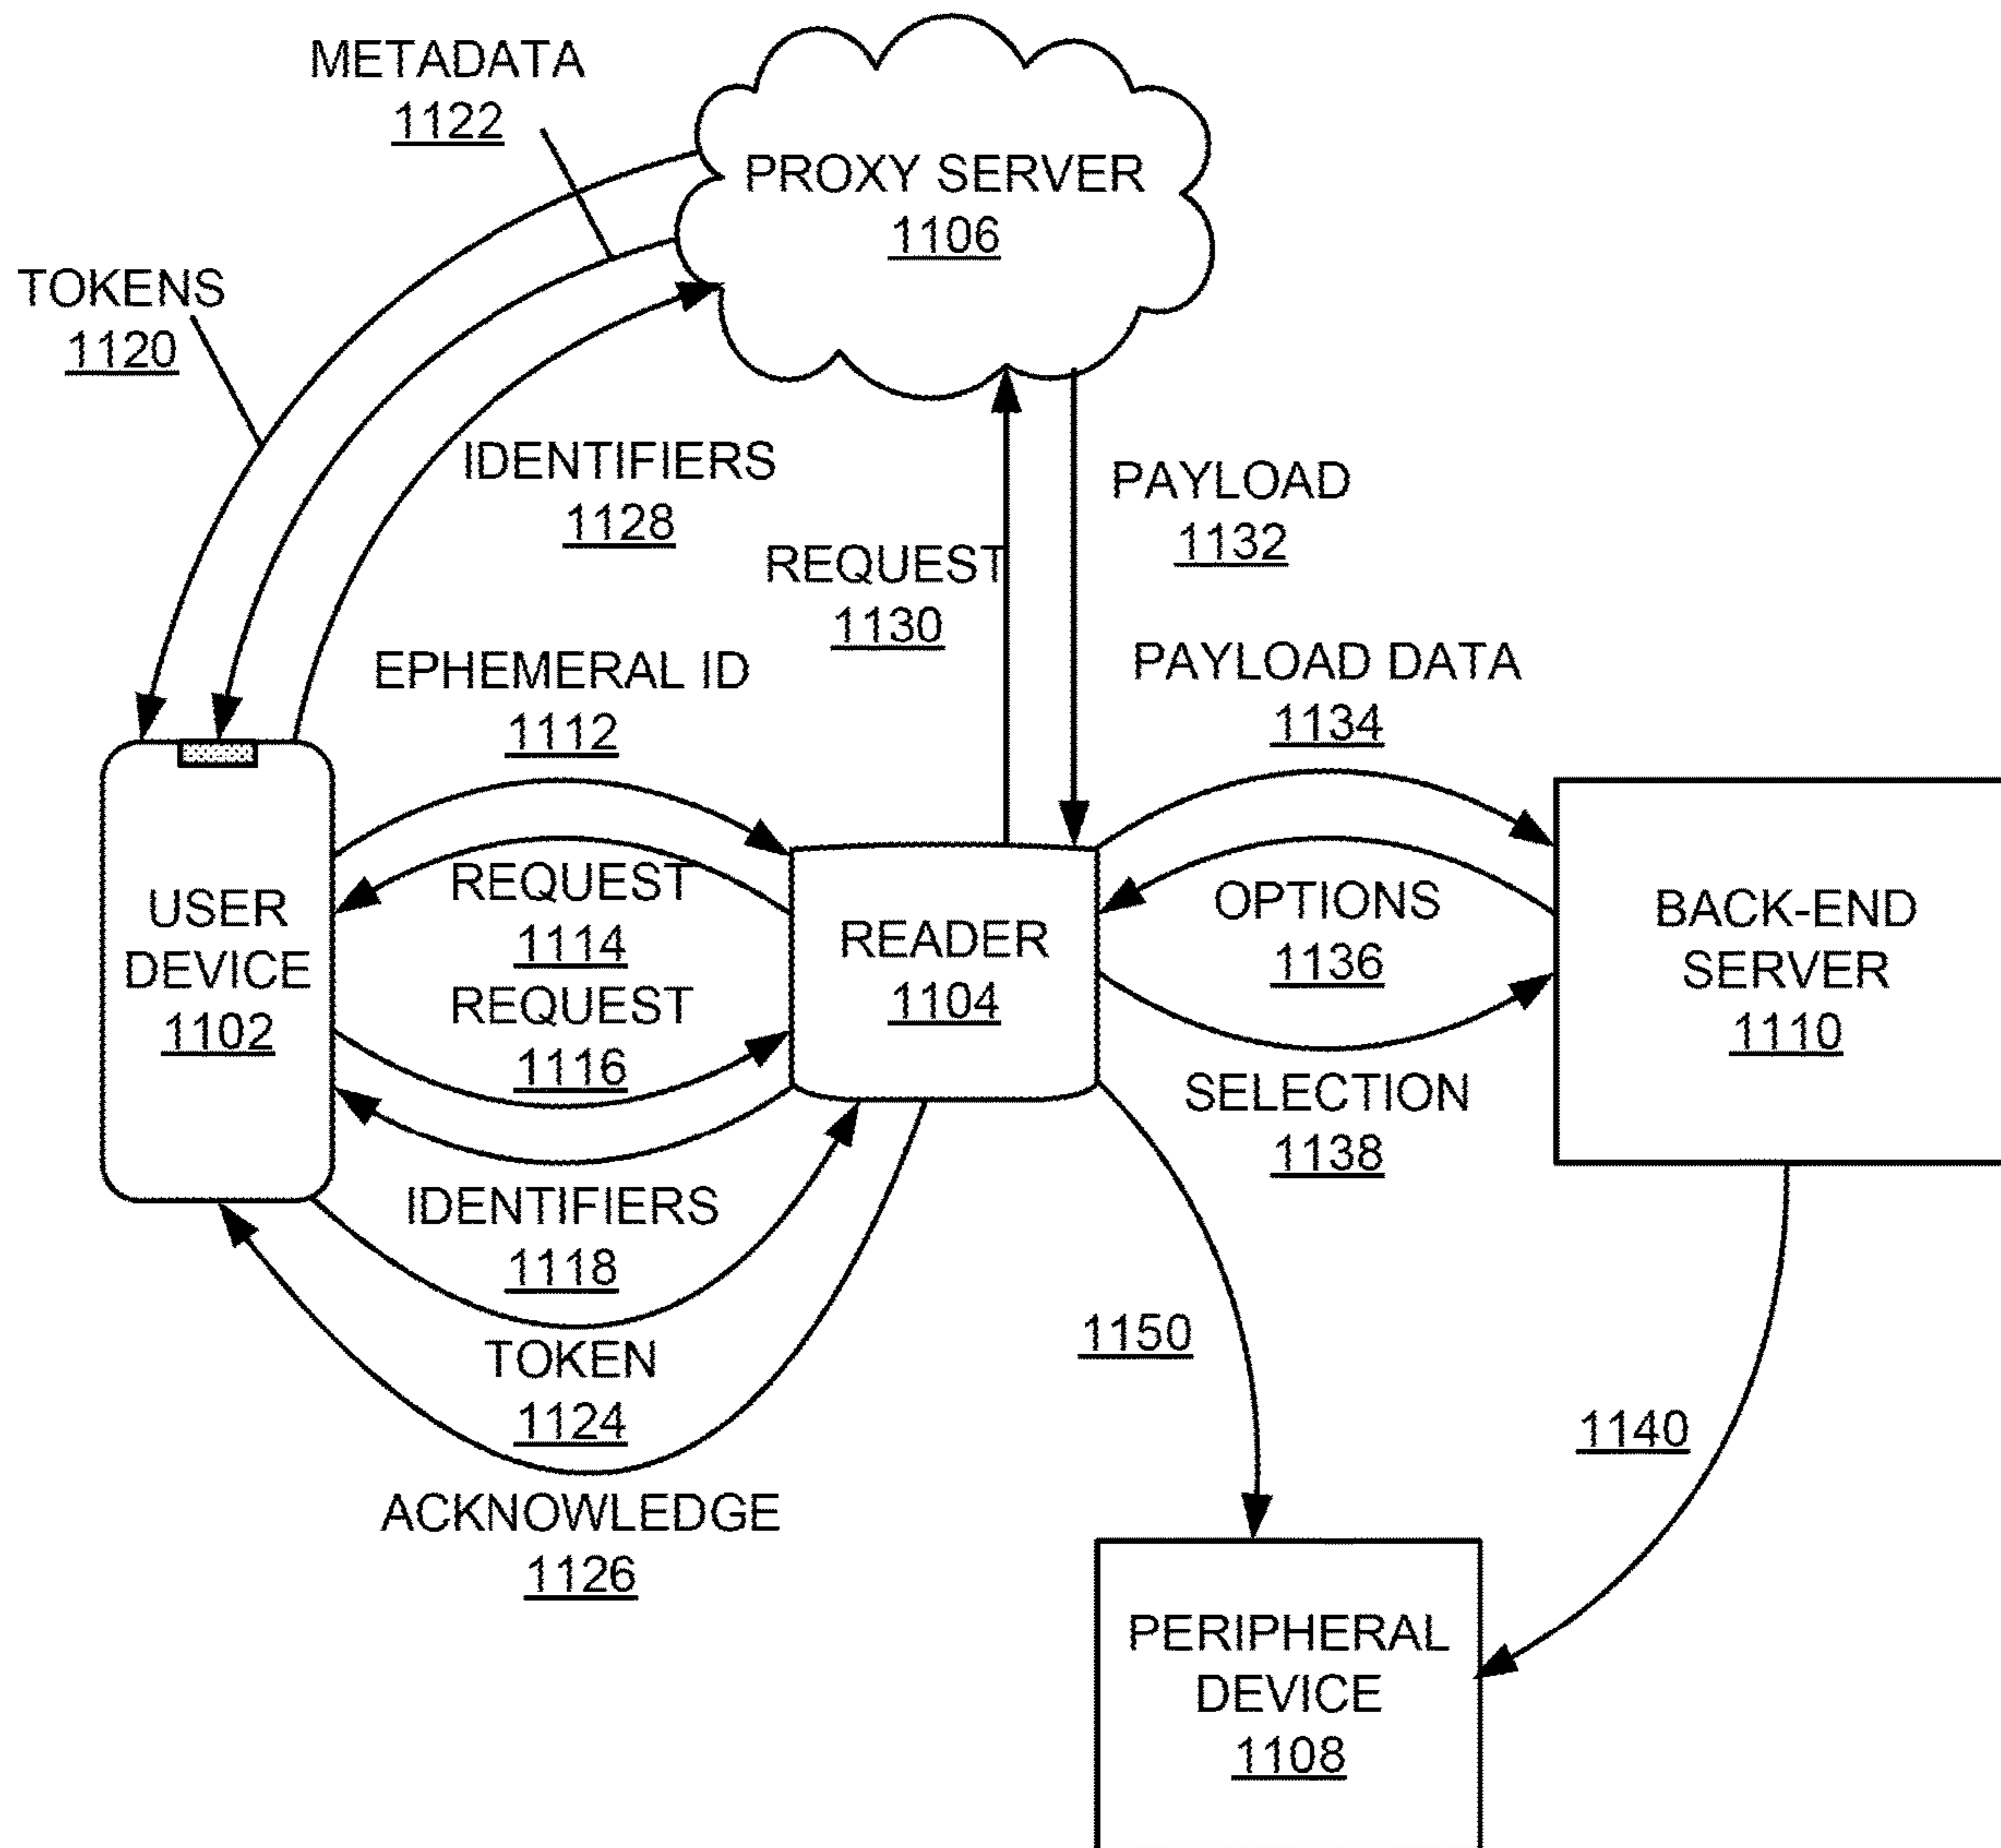 METADATA
1122
PROXY SERVER
1106
TOKENS
1120
IDENTIFIERS
1128
PAYLOAD
1132
REQUEST
1130
EPHEMERAL ID
1112
PAYLOAD DATA
1134
USER
DEVICE
1102
REQUEST
1114
REQUEST
1116
READER
1104
OPTIONS
1136
BACK-END
SERVER
1110
SELECTION
1138
IDENTIFIERS
1118
TOKEN
1124
1150
1140
ACKNOWLEDGE
1126
PERIPHERAL
DEVICE
1108